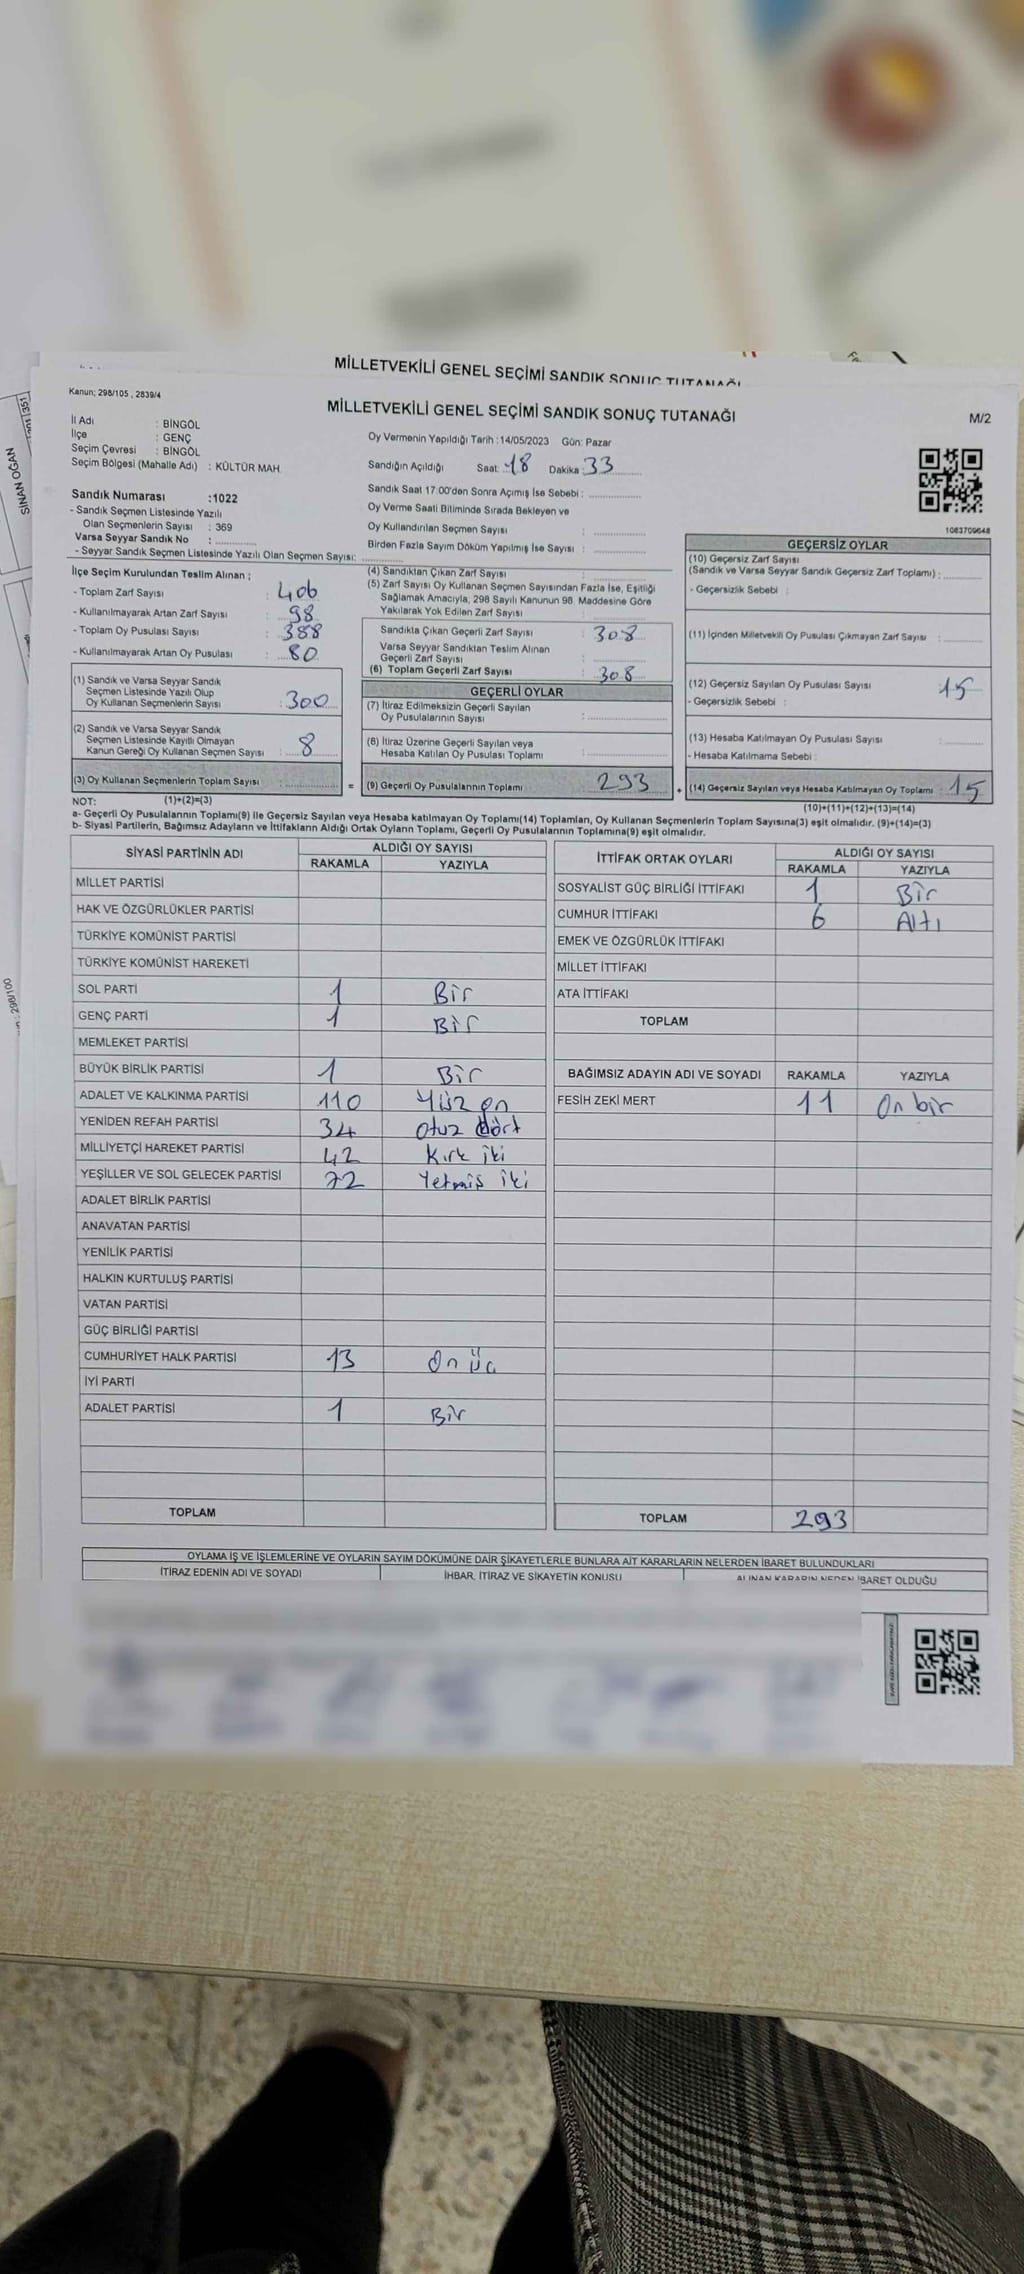 MİLLETVEKİLİ GENEL SEÇİMİ SANDIK SONUÇ TUTANAĞI
SİNAN OĞAN
Kanun; 298/105 , 2839/4
MİLLETVEKİLİ GENEL SEÇİMİ SANDIK SONUÇ TUTANAĞI
M/2
İl Adı : BİNGÖL
İlçe : GENÇ
Seçim Çevresi : BİNGÖL
Seçim Bölgesi (Mahalle Adı) : KÜLTÜR MAH.
Oy Vermenin Yapıldığı Tarih :14/05/2023 Gün: Pazar
Sandığın Açıldığı Saat: 18 Dakika : 33
Sandık Saat 17:00'den Sonra Açımış İse Sebebi :
Oy Verme Saati Bitiminde Sırada Bekleyen ve
Oy Kullandırılan Seçmen Sayısı :
Birden Fazla Sayım Döküm Yapılmış İse Sayısı :
1083709648
Sandık Numarası :1022
- Sandık Seçmen Listesinde Yazılı
Olan Seçmenlerin Sayısı : 369
Varsa Seyyar Sandık No :
- Seyyar Sandık Seçmen Listesinde Yazılı Olan Seçmen Sayısı:
İlçe Seçim Kurulundan Teslim Alınan ;
- Toplam Zarf Sayısı : 406
- Kullanılmayarak Artan Zarf Sayısı : 98
- Toplam Oy Pusulası Sayısı : 388
- Kullanılmayarak Artan Oy Pusulası : 80
(1) Sandık ve Varsa Seyyar Sandık
Seçmen Listesinde Yazılı Olup
Oy Kullanan Seçmenlerin Sayısı : 300
(2) Sandık ve Varsa Seyyar Sandık
Seçmen Listesinde Kayıtlı Olmayan
Kanun Gereği Oy Kullanan Seçmen Sayısı : 8
(3) Oy Kullanan Seçmenlerin Toplam Sayısı :
(4) Sandıktan Çıkan Zarf Sayısı :
(5) Zarf Sayısı Oy Kullanan Seçmen Sayısından Fazla İse, Eşitliği
Sağlamak Amacıyla, 298 Sayılı Kanunun 98. Maddesine Göre
Yakılarak Yok Edilen Zarf Sayısı :
Sandıkta Çıkan Geçerli Zarf Sayısı : 308
Varsa Seyyar Sandıktan Teslim Alınan
Geçerli Zarf Sayısı :
(6) Toplam Geçerli Zarf Sayısı : 308
GEÇERLİ OYLAR
(7) İtiraz Edilmeksizin Geçerli Sayılan
Oy Pusulalarının Sayısı :
(8) İtiraz Üzerine Geçerli Sayılan veya
Hesaba Katılan Oy Pusulası Toplamı :
= (9) Geçerli Oy Pusulalarının Toplamı : 293
GEÇERSİZ OYLAR
(10) Geçersiz Zarf Sayısı
(Sandık ve Varsa Seyyar Sandık Geçersiz Zarf Toplamı) :
- Geçersizlik Sebebi :
(11) İçinden Milletvekili Oy Pusulası Çıkmayan Zarf Sayısı :
(12) Geçersiz Sayılan Oy Pusulası Sayısı 15
- Geçersizlik Sebebi :
(13) Hesaba Katılmayan Oy Pusulası Sayısı :
- Hesaba Katılmama Sebebi :
+ (14) Geçersiz Sayılan veya Hesaba Katılmayan Oy Toplamı : 15
NOT: (1)+(2)=(3)
(10)+(11)+(12)+(13)=(14)
a- Geçerli Oy Pusulalarının Toplamı(9) ile Geçersiz Sayılan veya Hesaba katılmayan Oy Toplamı(14) Toplamları, Oy Kullanan Seçmenlerin Toplam Sayısına(3) eşit olmalıdır. (9)+(14)=(3)
b- Siyasi Partilerin, Bağımsız Adayların ve İttifakların Aldığı Ortak Oyların Toplamı, Geçerli Oy Pusulalarının Toplamına(9) eşit olmalıdır.
SİYASİ PARTİNİN ADI
ALDIĞI OY SAYISI
RAKAMLA YAZIYLA
MİLLET PARTİSİ
HAK VE ÖZGÜRLÜKLER PARTİSİ
TÜRKİYE KOMÜNİST PARTİSİ
TÜRKİYE KOMÜNİST HAREKETİ
SOL PARTİ 1 Bir
GENÇ PARTİ 1 Bir
MEMLEKET PARTİSİ
BÜYÜK BİRLİK PARTİSİ 1 Bir
ADALET VE KALKINMA PARTİSİ 110 Yüz on
YENİDEN REFAH PARTİSİ 34 otuz dört
MİLLİYETÇİ HAREKET PARTİSİ 42 Kırk iki
YEŞİLLER VE SOL GELECEK PARTİSİ 72 Yetmiş iki
ADALET BİRLİK PARTİSİ
ANAVATAN PARTİSİ
YENİLİK PARTİSİ
HALKIN KURTULUŞ PARTİSİ
VATAN PARTİSİ
GÜÇ BİRLİĞİ PARTİSİ
CUMHURİYET HALK PARTİSİ 13 On üç
İYİ PARTİ
ADALET PARTİSİ 1 Bir
TOPLAM
İTTİFAK ORTAK OYLARI
ALDIĞI OY SAYISI
RAKAMLA YAZIYLA
SOSYALİST GÜÇ BİRLİĞİ İTTİFAKI 1 Bir
CUMHUR İTTİFAKI 6 Altı
EMEK VE ÖZGÜRLÜK İTTİFAKI
MİLLET İTTİFAKI
ATA İTTİFAKI
TOPLAM
BAĞIMSIZ ADAYIN ADI VE SOYADI RAKAMLA YAZIYLA
FESİH ZEKİ MERT 11 On bir
TOPLAM 293
OYLAMA İŞ VE İŞLEMLERİNE VE OYLARIN SAYIM DÖKÜMÜNE DAİR ŞİKAYETLERLE BUNLARA AİT KARARLARIN NELERDEN İBARET BULUNDUKLARI
İTİRAZ EDENİN ADI VE SOYADI
İHBAR, İTİRAZ VE ŞİKAYETİN KONUSU
ALINAN KARARIN NEDEN İBARET OLDUĞU